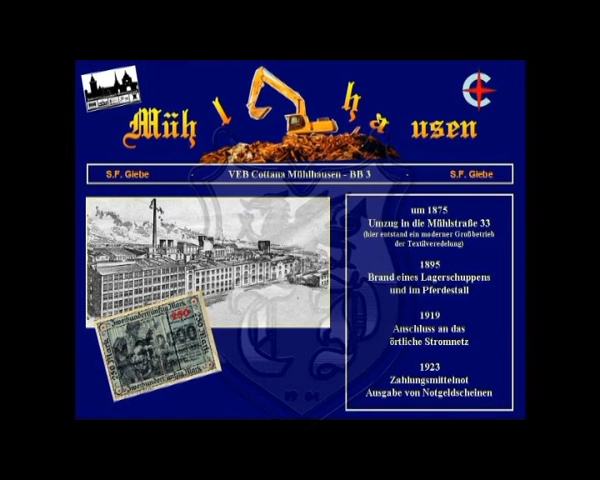 Mühlhausen
S.F. Giebe - VEB Cottana Mühlhausen - BB 3 - S.F. Giebe
um 1875
Umzug in die Mühlstraße 33
(hier entstand ein moderner Großbetrieb
der Textilveredelung)
1895
Brand eines Lagerschuppens
und im Pferdestall
1919
Anschluss an das
örtliche Stromnetz
1923
Zahlungsmittelnot
Ausgabe von Notgeldscheinen
250
1964